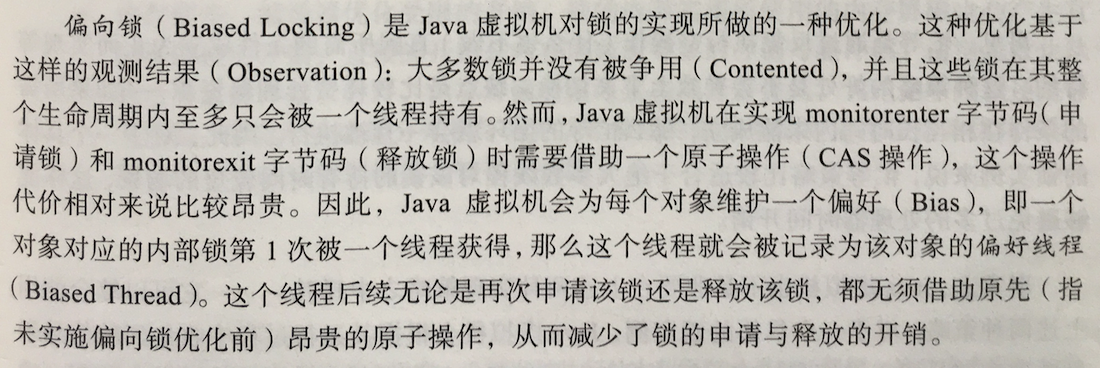 偏向锁（Biased Locking）是 Java 虚拟机对锁的实现所做的一种优化。这种优化基于
这样的观测结果（Observation）：大多数锁并没有被争用（Contented），并且这些锁在其整
个生命周期内至多只会被一个线程持有。然而，Java 虚拟机在实现 monitorenter 字节码（申
请锁）和 monitorexit 字节码（释放锁）时需要借助一个原子操作（CAS 操作），这个操作
代价相对来说比较昂贵。因此，Java 虚拟机会为每个对象维护一个偏好（Bias），即一个
对象对应的内部锁第 1 次被一个线程获得，那么这个线程就会被记录为该对象的偏好线程
（Biased Thread）。这个线程后续无论是再次申请该锁还是释放该锁，都无须借助原先（指
未实施偏向锁优化前）昂贵的原子操作，从而减少了锁的申请与释放的开销。